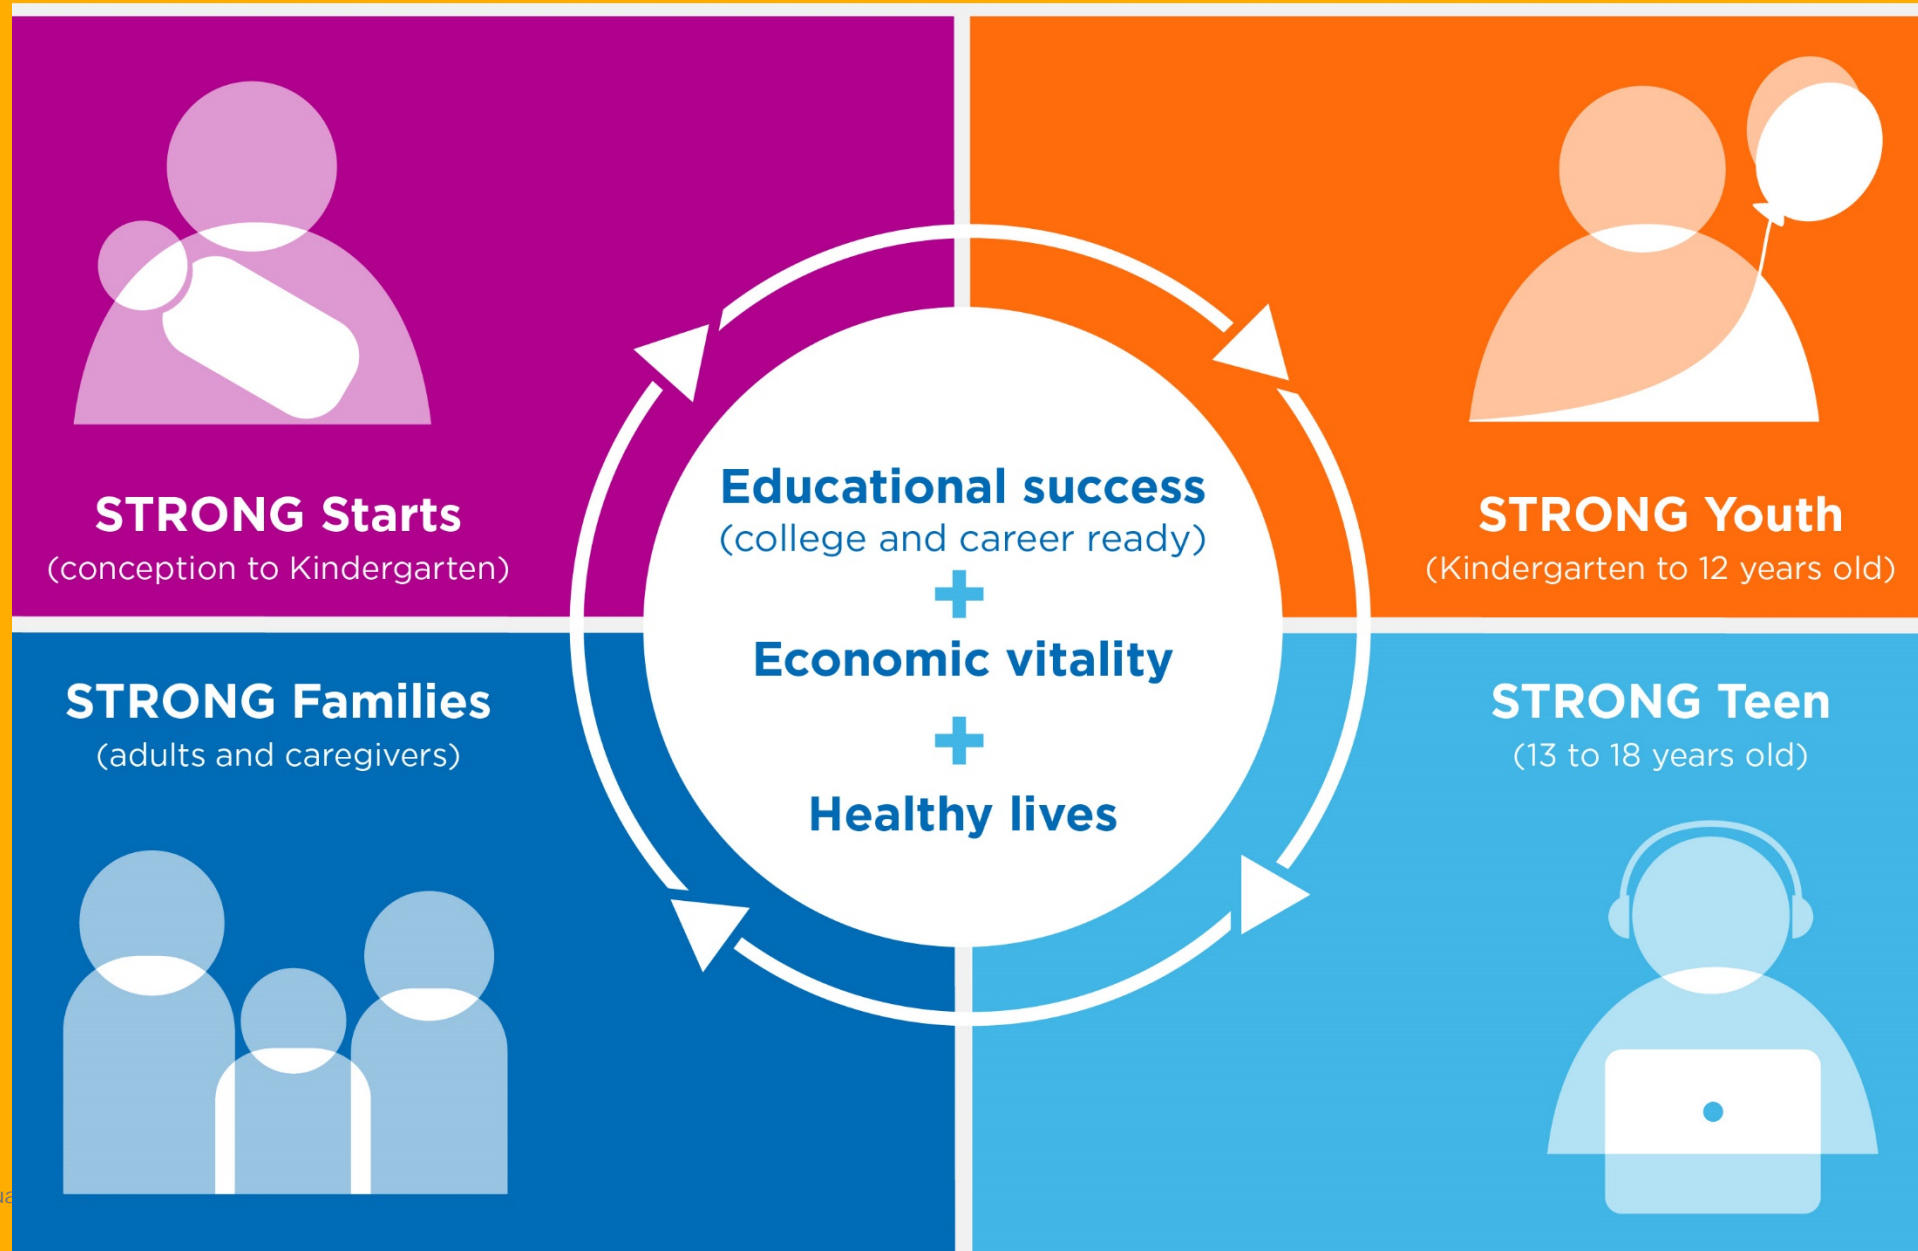 STRONG Starts
(conception to Kindergarten)
STRONG Youth
(Kindergarten to 12 years old)
Educational success
(college and career ready)
+
Economic vitality
+
Healthy lives
STRONG Families
(adults and caregivers)
STRONG Teen
(13 to 18 years old)